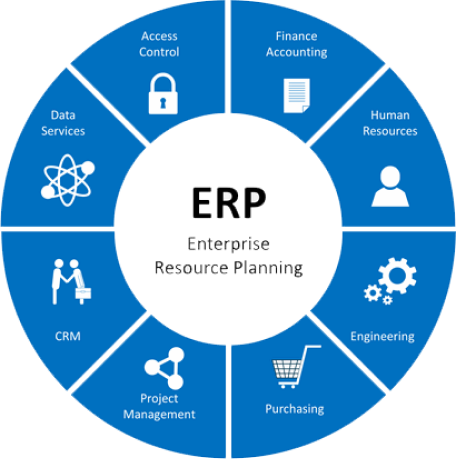 Access
Control
Finance
Accounting
Data
Services
Human
Resources
ERP
Enterprise
Resource Planning
CRM
Engineering
Project
Management
Purchasing